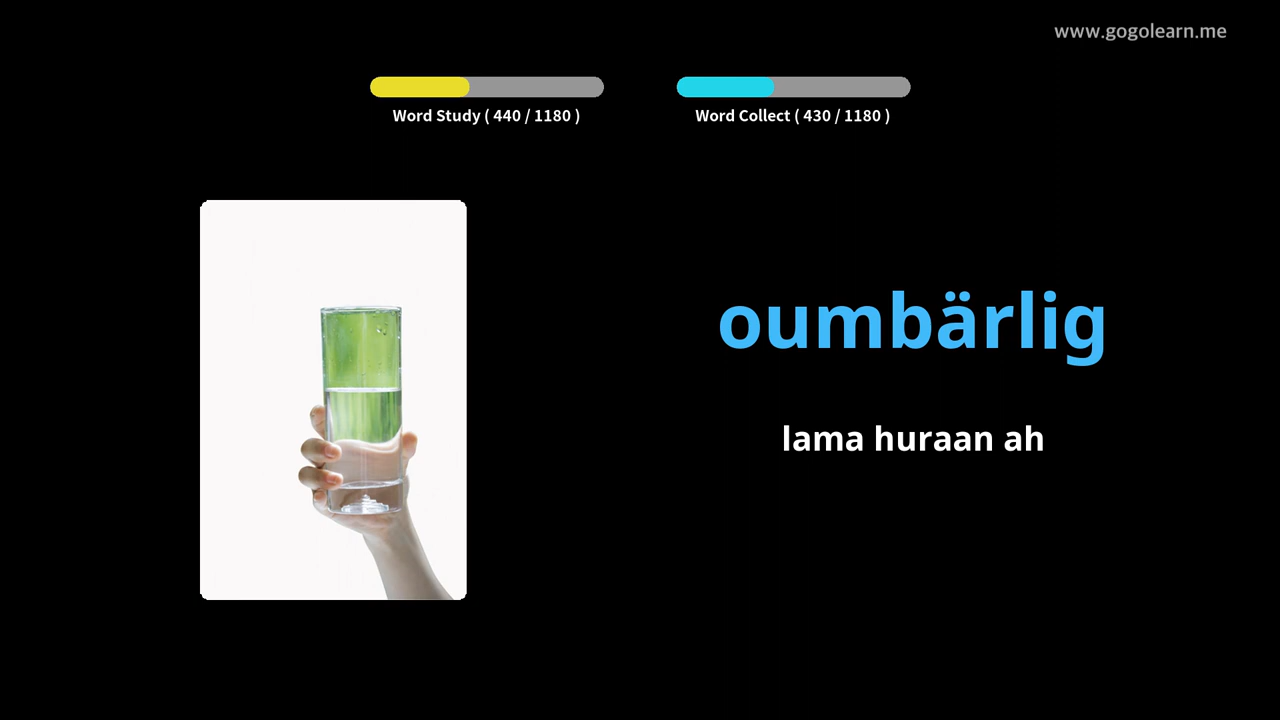 www.gogolearn.me
Word Study ( 440 / 1180 )
Word Collect ( 430 / 1180 )
oumbärlig
lama huraan ah